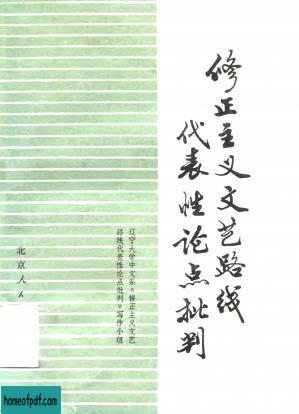 修正主义文艺路线
代表性论点批判
辽宁大学中文系《修正主义文艺
路线代表性论点批判》写作小组
北京人
homeofpdf.com